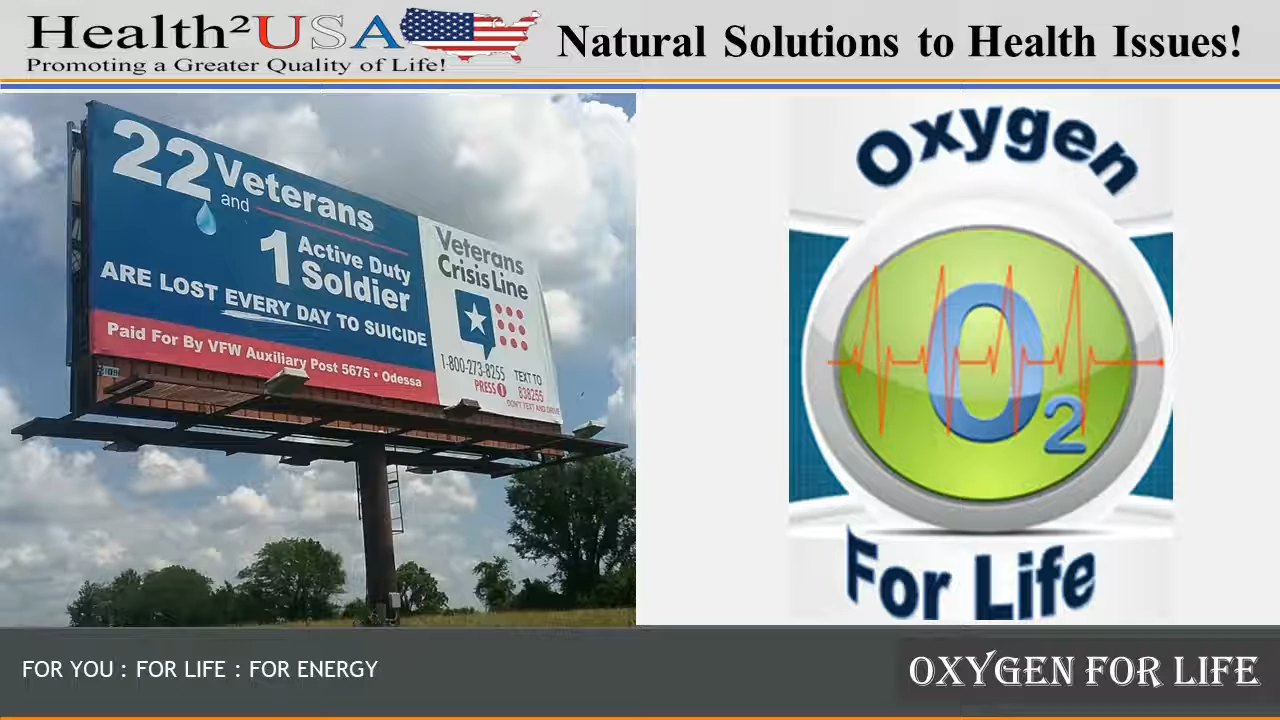 Health²USA
Promoting a Greater Quality of Life!
Natural Solutions to Health Issues!
22 Veterans
and
1 Active Duty
Soldier
ARE LOST EVERY DAY TO SUICIDE
Paid For By VFW Auxiliary Post 5675 • Odessa
Veterans
Crisis Line
1-800-273-8255
PRESS 1
TEXT TO
838255
DON'T TEXT AND DRIVE
Oxygen
O2
For Life
FOR YOU : FOR LIFE : FOR ENERGY
OXYGEN FOR LIFE